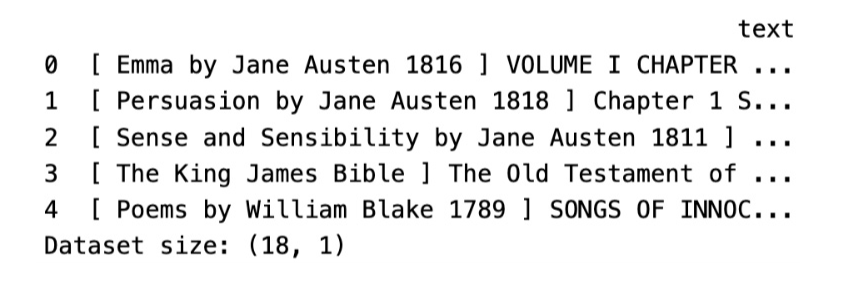 text
0 [ Emma by Jane Austen 1816 ] VOLUME I CHAPTER ...
1 [ Persuasion by Jane Austen 1818 ] Chapter 1 S...
2 [ Sense and Sensibility by Jane Austen 1811 ] ...
3 [ The King James Bible ] The Old Testament of ...
4 [ Poems by William Blake 1789 ] SONGS OF INNOC...
Dataset size: (18, 1)